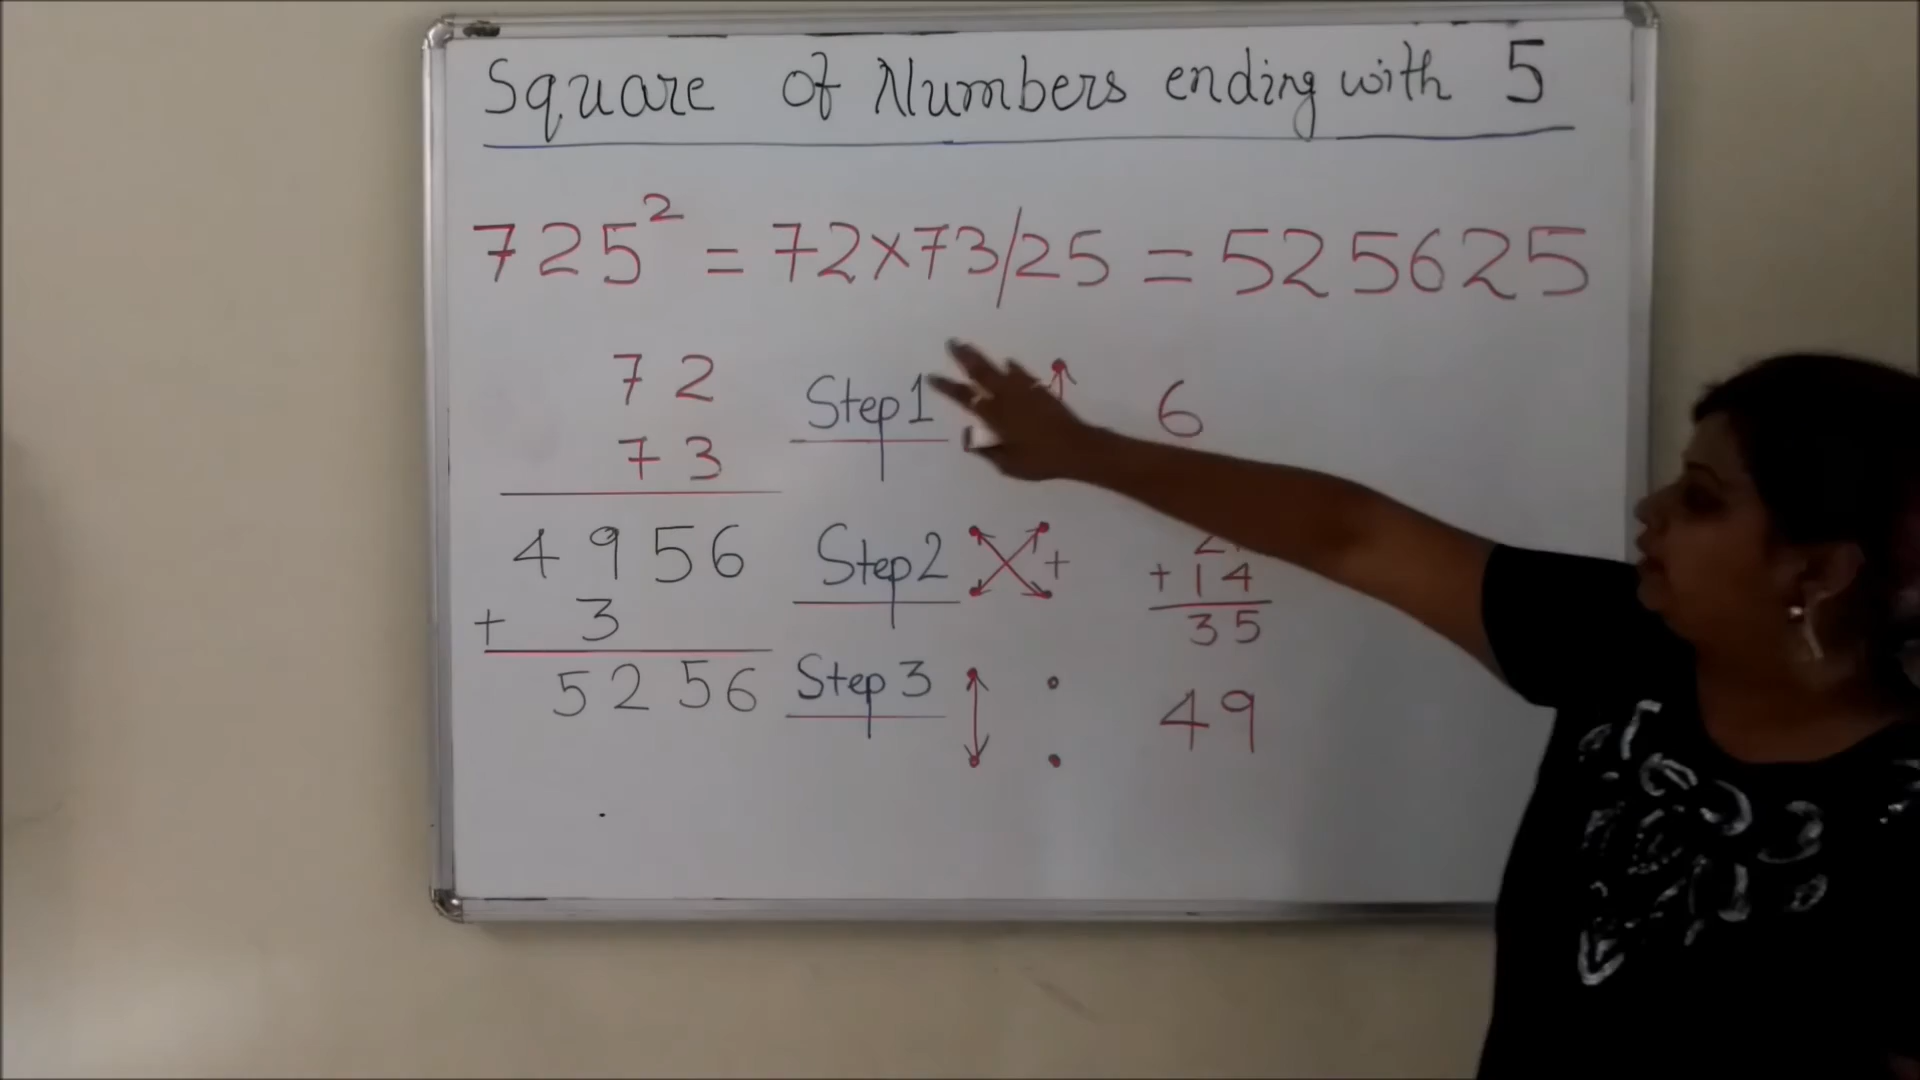 Square of Numbers ending with 5
725² = 72×73/25 = 525625
72
73
4956
+ 3
5256
Step 1
6
Step 2
+
+ 14
35
Step 3
49